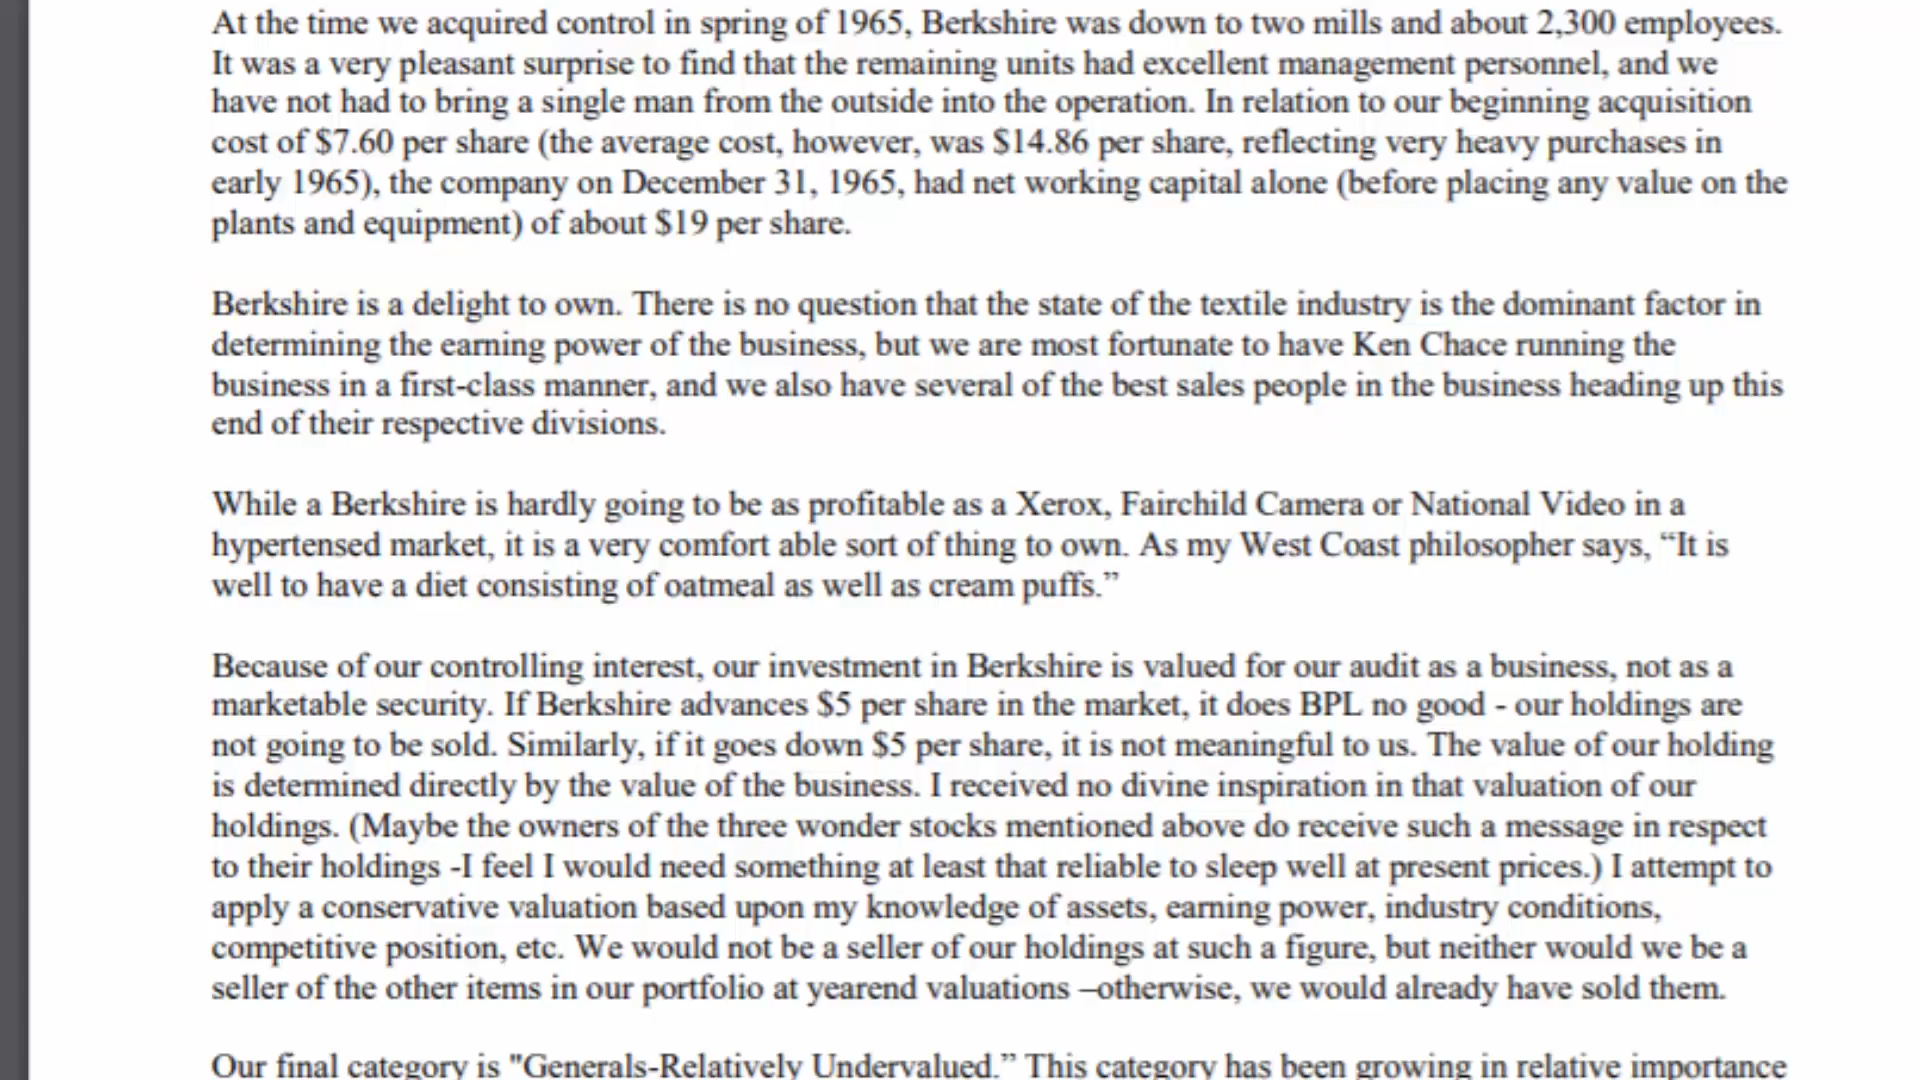 At the time we acquired control in spring of 1965, Berkshire was down to two mills and about 2,300 employees.
It was a very pleasant surprise to find that the remaining units had excellent management personnel, and we
have not had to bring a single man from the outside into the operation. In relation to our beginning acquisition
cost of $7.60 per share (the average cost, however, was $14.86 per share, reflecting very heavy purchases in
early 1965), the company on December 31, 1965, had net working capital alone (before placing any value on the
plants and equipment) of about $19 per share.
Berkshire is a delight to own. There is no question that the state of the textile industry is the dominant factor in
determining the earning power of the business, but we are most fortunate to have Ken Chace running the
business in a first-class manner, and we also have several of the best sales people in the business heading up this
end of their respective divisions.
While a Berkshire is hardly going to be as profitable as a Xerox, Fairchild Camera or National Video in a
hypertensed market, it is a very comfort able sort of thing to own. As my West Coast philosopher says, “It is
well to have a diet consisting of oatmeal as well as cream puffs.”
Because of our controlling interest, our investment in Berkshire is valued for our audit as a business, not as a
marketable security. If Berkshire advances $5 per share in the market, it does BPL no good - our holdings are
not going to be sold. Similarly, if it goes down $5 per share, it is not meaningful to us. The value of our holding
is determined directly by the value of the business. I received no divine inspiration in that valuation of our
holdings. (Maybe the owners of the three wonder stocks mentioned above do receive such a message in respect
to their holdings -I feel I would need something at least that reliable to sleep well at present prices.) I attempt to
apply a conservative valuation based upon my knowledge of assets, earning power, industry conditions,
competitive position, etc. We would not be a seller of our holdings at such a figure, but neither would we be a
seller of the other items in our portfolio at yearend valuations –otherwise, we would already have sold them.
Our final category is "Generals-Relatively Undervalued.” This category has been growing in relative importance